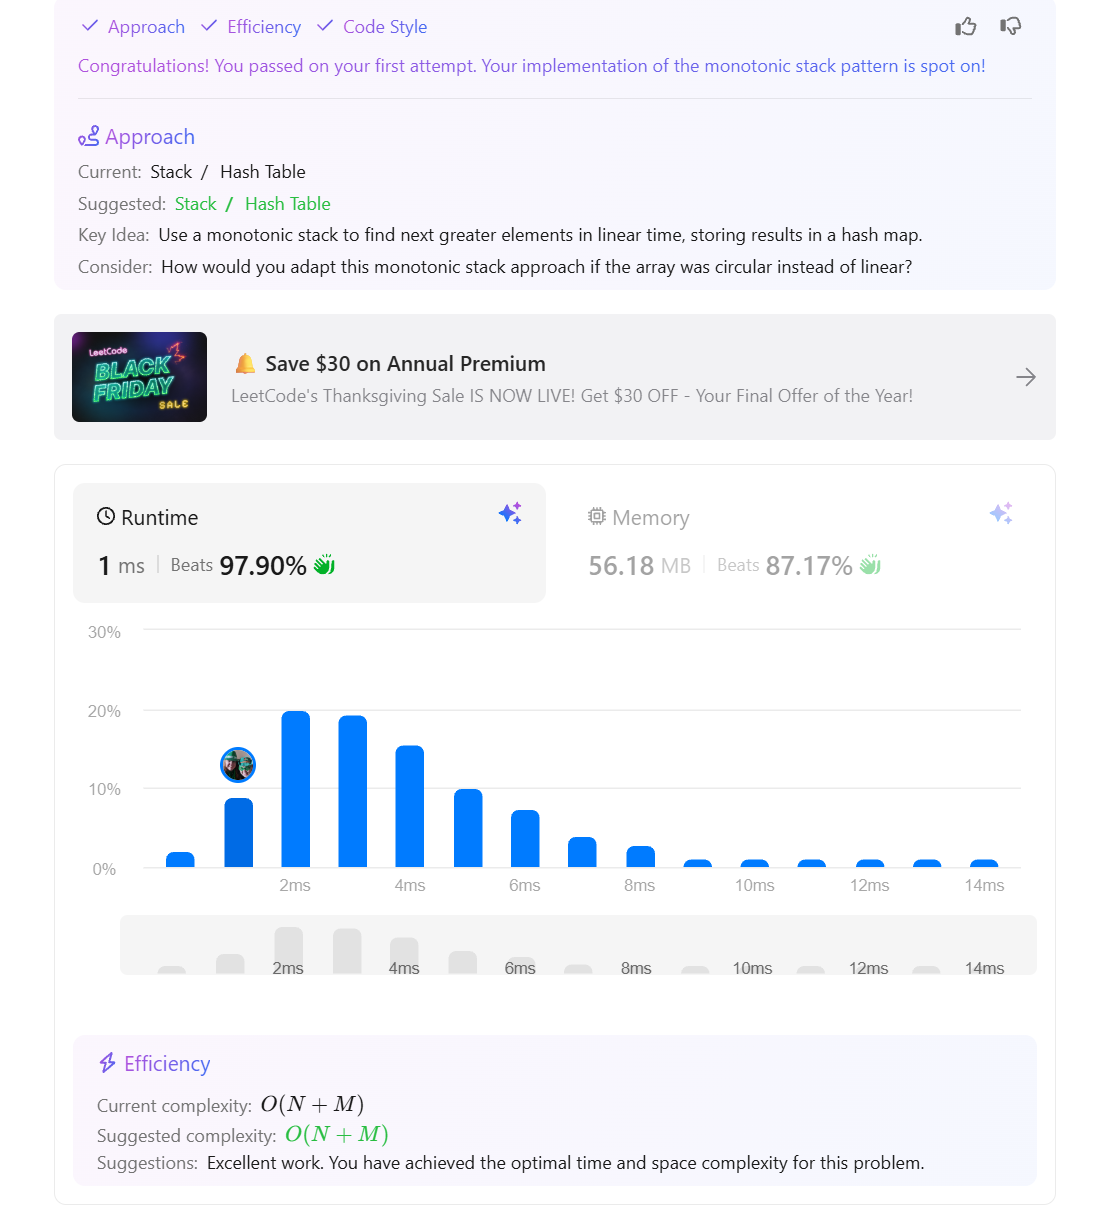 Approach Efficiency Code Style
Congratulations! You passed on your first attempt. Your implementation of the monotonic stack pattern is spot on!
Approach
Current: Stack / Hash Table
Suggested: Stack / Hash Table
Key Idea: Use a monotonic stack to find next greater elements in linear time, storing results in a hash map.
Consider: How would you adapt this monotonic stack approach if the array was circular instead of linear?
LeetCode
BLACK
FRIDAY
SALE
Save $30 on Annual Premium
LeetCode's Thanksgiving Sale IS NOW LIVE! Get $30 OFF - Your Final Offer of the Year!
Runtime
1 ms | Beats 97.90%
Memory
56.18 MB | Beats 87.17%
30%
20%
10%
0%
2ms 4ms 6ms 8ms 10ms 12ms 14ms
2ms 4ms 6ms 8ms 10ms 12ms 14ms
Efficiency
Current complexity: O(N + M)
Suggested complexity: O(N + M)
Suggestions: Excellent work. You have achieved the optimal time and space complexity for this problem.